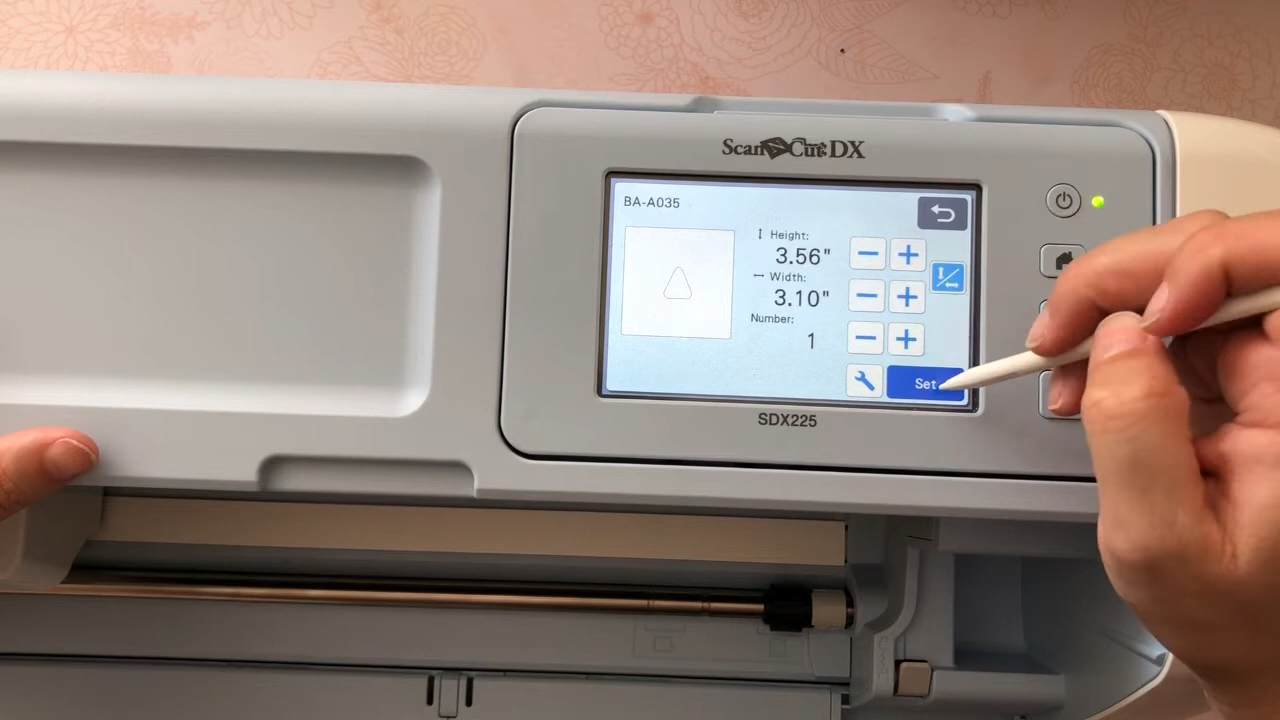 ScanNCut DX
BA-A035
Height:
3.56"
Width:
3.10"
Number:
1
Set
SDX225